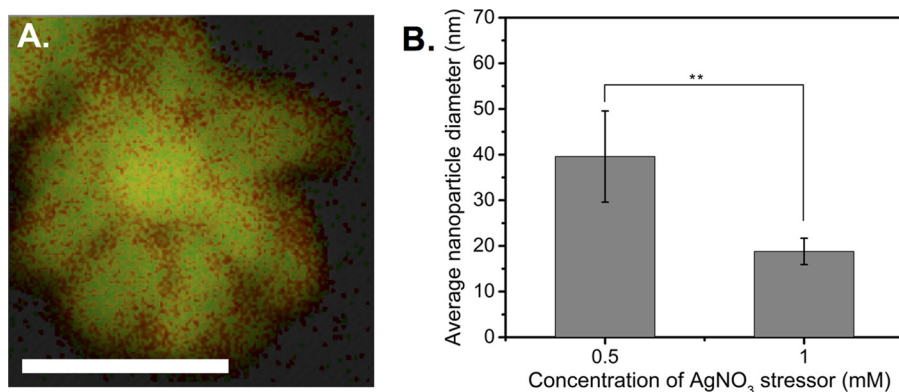 A.
B.
Average nanoparticle diameter (nm)
70
60
50
40
30
20
10
0
**
0.5
1
Concentration of AgNO₃ stressor (mM)